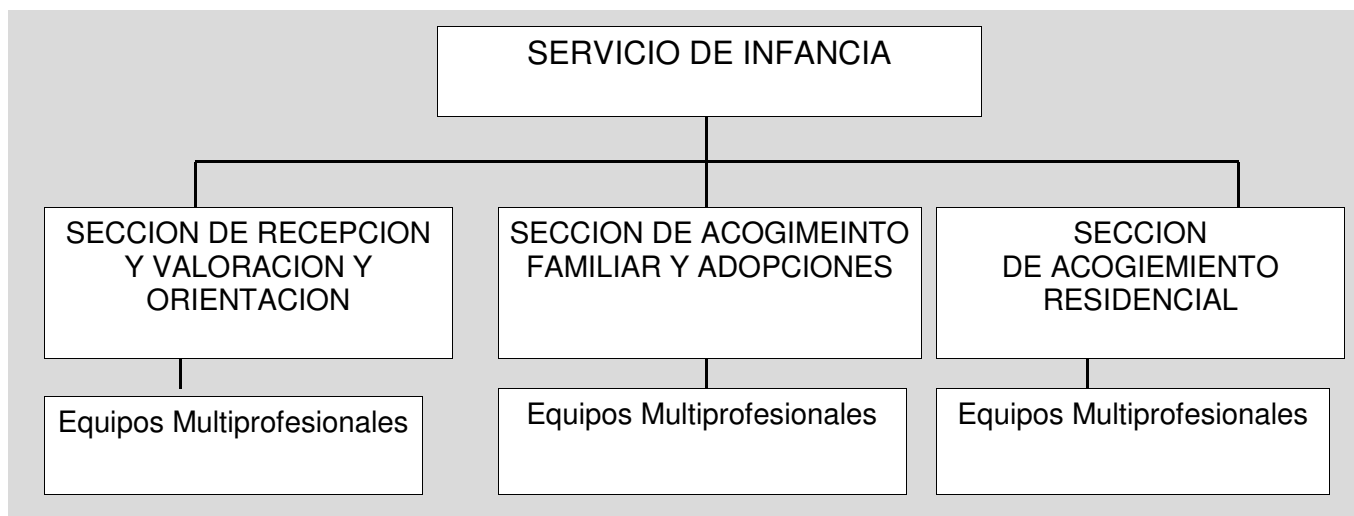 SERVICIO DE INFANCIA
SECCION DE RECEPCION
Y VALORACION Y
ORIENTACION
SECCION DE ACOGIMEINTO
FAMILIAR Y ADOPCIONES
SECCION
DE ACOGIEMIENTO
RESIDENCIAL
Equipos Multiprofesionales
Equipos Multiprofesionales
Equipos Multiprofesionales